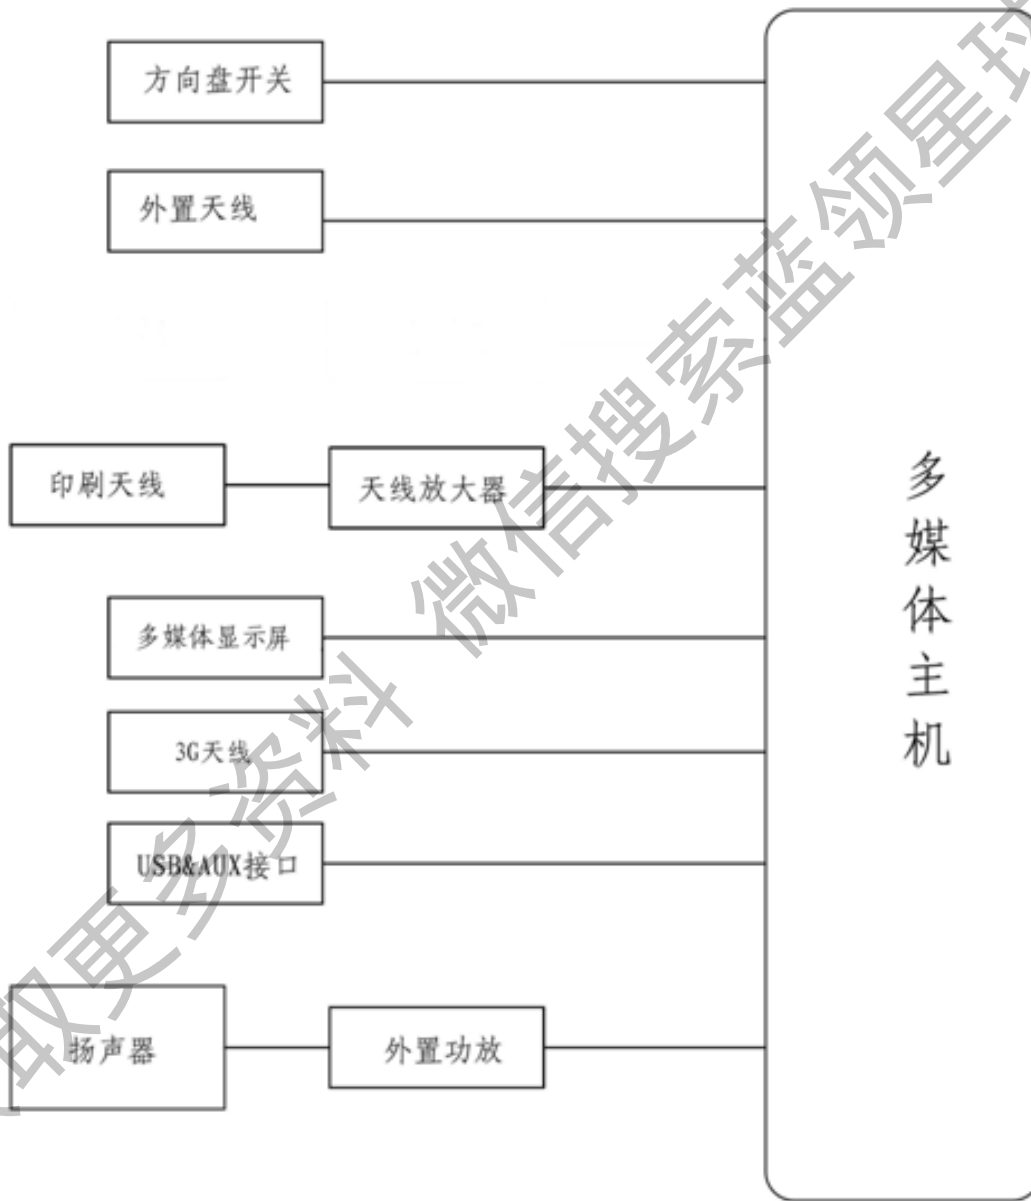 方向盘开关
外置天线
印刷天线
天线放大器
多媒体显示屏
3G天线
USB&AUX接口
扬声器
外置功放
多媒体主机
取更多资料 微信搜索蓝领星球